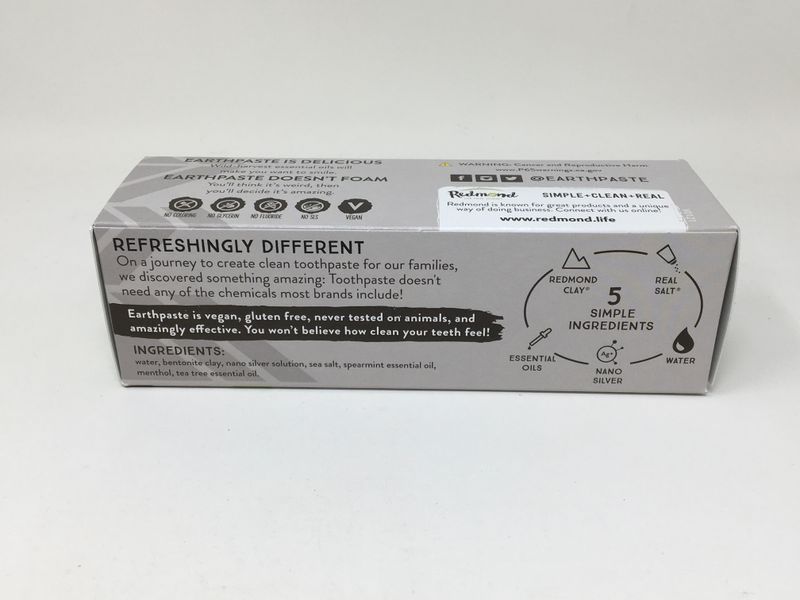 EARTHPASTE IS DELICIOUS
Wild-harvest essential oils will
make you want to smile.
EARTHPASTE DOESN'T FOAM
You'll think it's weird, then
you'll decide it's amazing.
NO COLORING
NO GLYCERIN
NO FLUORIDE
NO SLS
VEGAN
WARNING: Cancer and Reproductive Harm
www.P65warnings.ca.gov
@EARTHPASTE
Redmond
SIMPLE+CLEAN+REAL
Redmond is known for great products and a unique
way of doing business. Connect with us online!
www.redmond.life
REFRESHINGLY DIFFERENT
On a journey to create clean toothpaste for our families,
we discovered something amazing: Toothpaste doesn't
need any of the chemicals most brands include!
Earthpaste is vegan, gluten free, never tested on animals, and
amazingly effective. You won't believe how clean your teeth feel!
INGREDIENTS:
water, bentonite clay, nano silver solution, sea salt, spearmint essential oil,
menthol, tea tree essential oil.
REDMOND
CLAY®
REAL
SALT®
5
SIMPLE
INGREDIENTS
ESSENTIAL
OILS
Ag+
NANO
SILVER
WATER